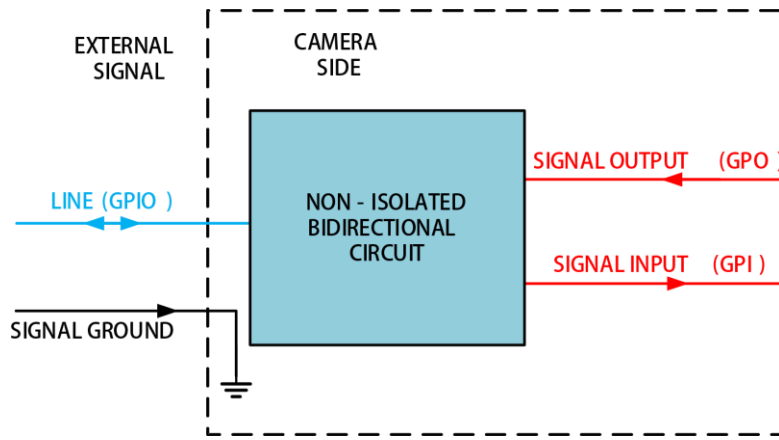 EXTERNAL
SIGNAL
CAMERA
SIDE
SIGNAL OUTPUT (GPO )
LINE (GPIO )
NON - ISOLATED
BIDIRECTIONAL
CIRCUIT
SIGNAL INPUT (GPI )
SIGNAL GROUND